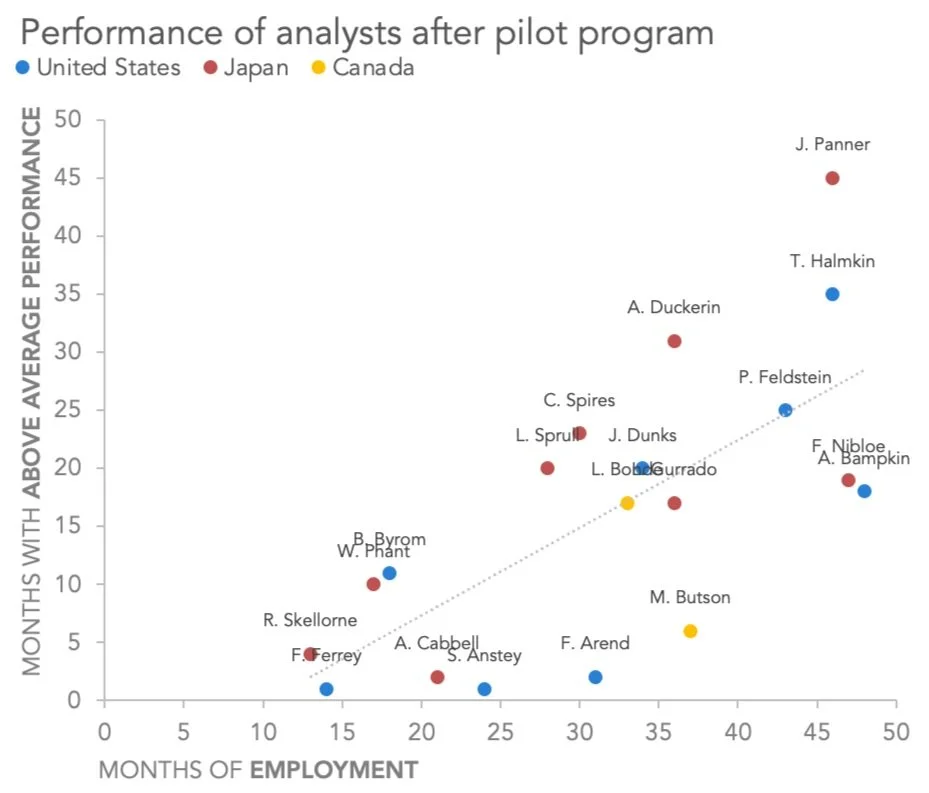 Performance of analysts after pilot program
United States Japan Canada
MONTHS WITH ABOVE AVERAGE PERFORMANCE
50
45
40
35
30
25
20
15
10
5
0
J. Panner
T. Halmkin
A. Duckerin
P. Feldstein
C. Spires
L. Sprull J. Dunks
F. Nibloe
A. Bampkin
L. Gurrado
B. Byrom
W. Phant
M. Butson
R. Skellorne
A. Cabbell
F. Arend
F. Ferrey
S. Anstey
0 5 10 15 20 25 30 35 40 45 50
MONTHS OF EMPLOYMENT